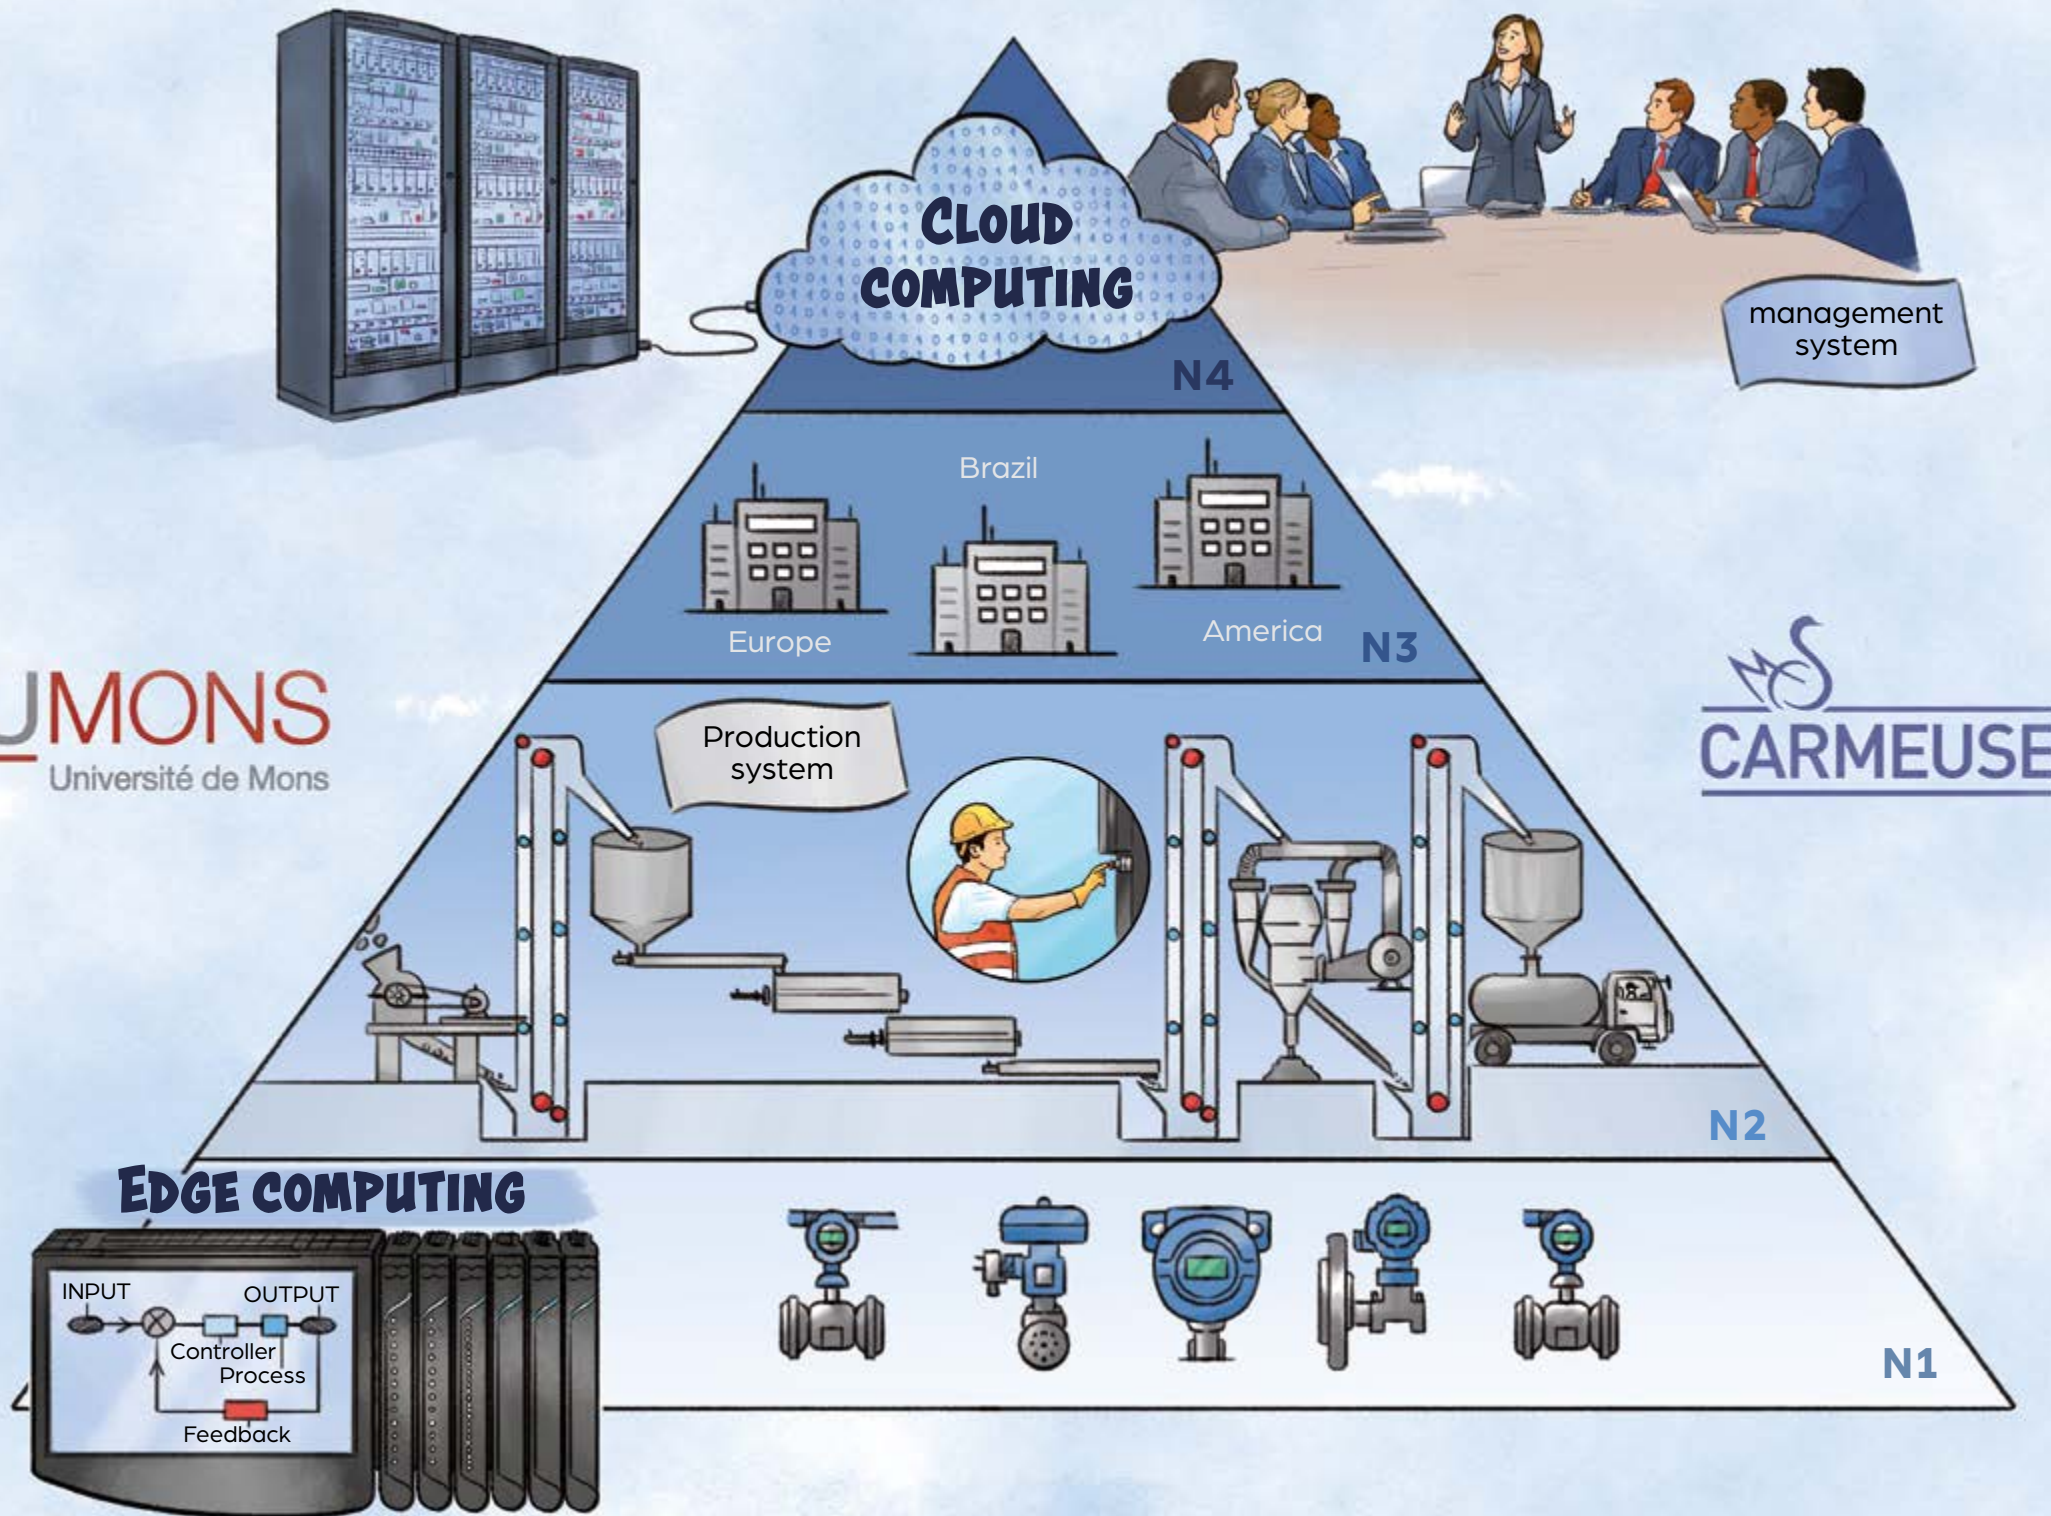 CLOUD
COMPUTING
management
system
N4
Brazil
Europe
America
N3
UMONS
Université de Mons
CARMEUSE
Production
system
N2
EDGE COMPUTING
INPUT
OUTPUT
Controller
Process
Feedback
N1